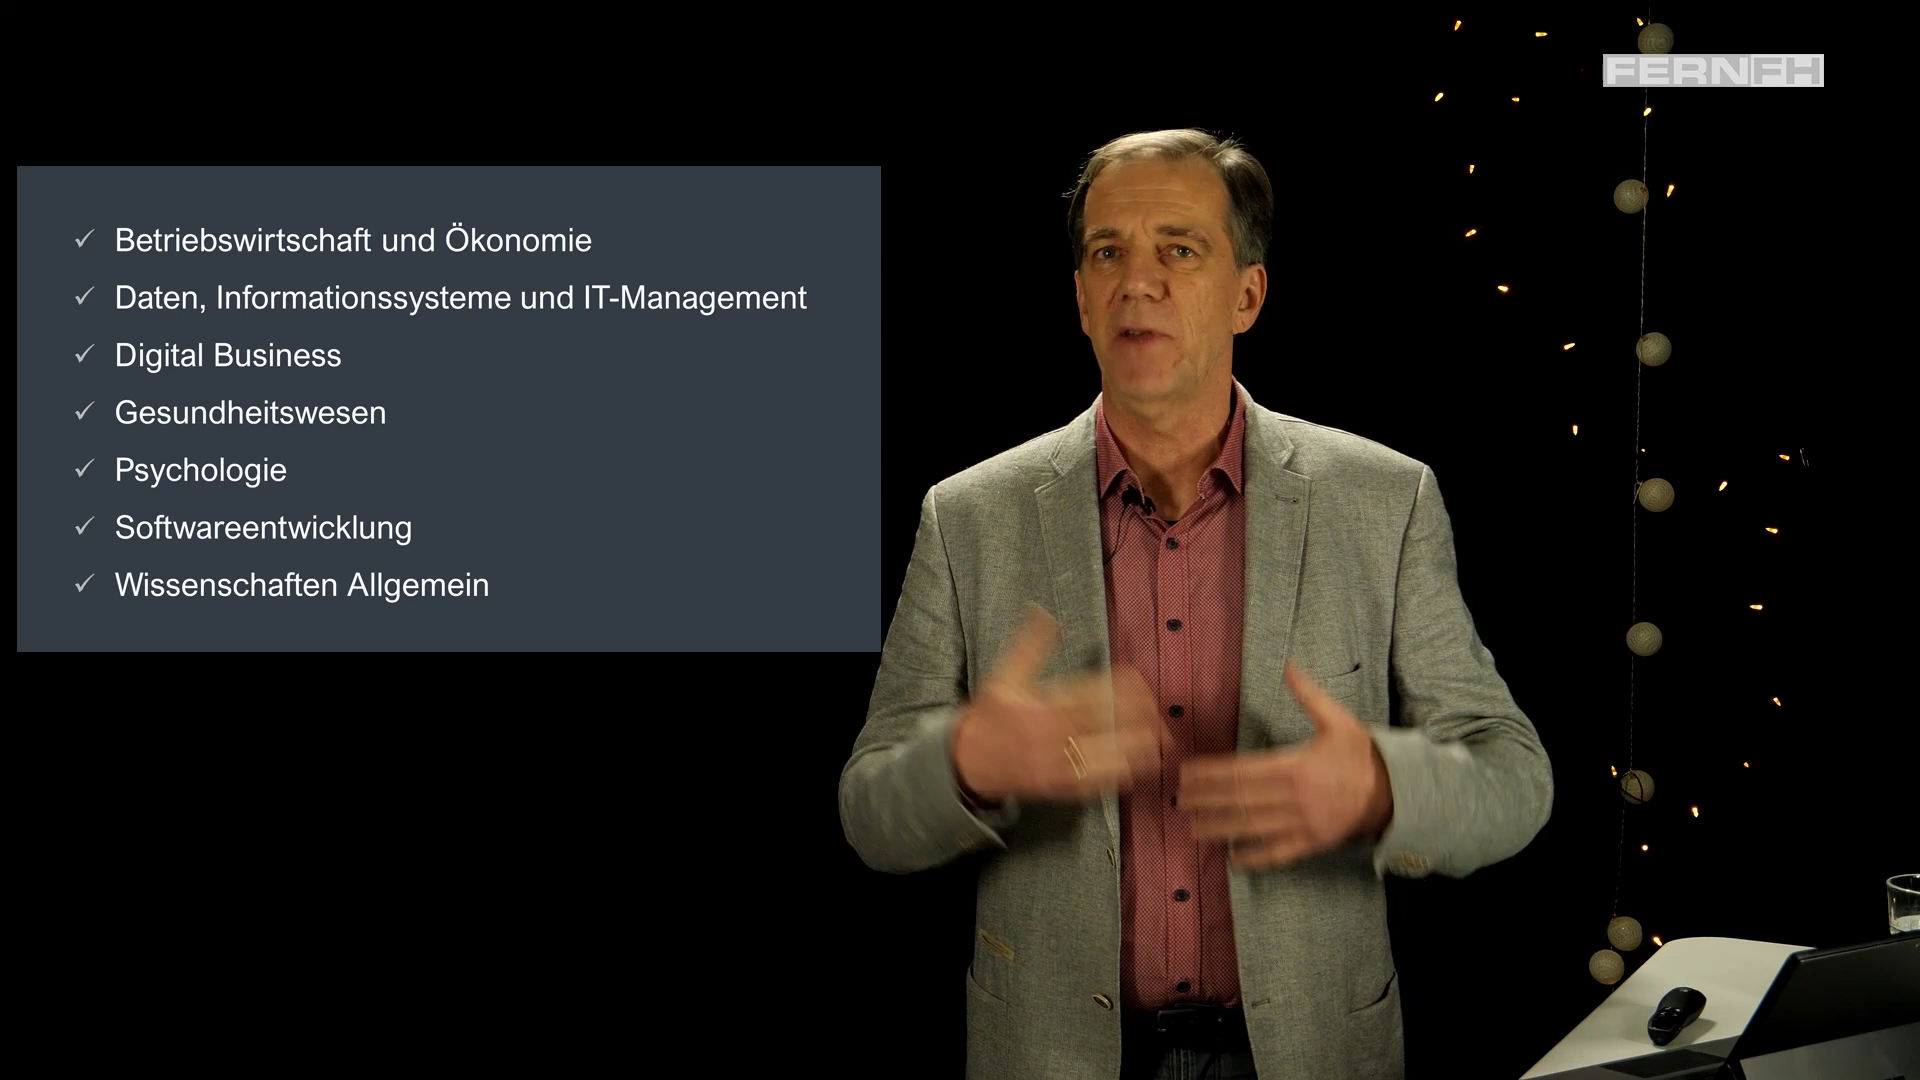 FERNFH
Betriebswirtschaft und Ökonomie
Daten, Informationssysteme und IT-Management
Digital Business
Gesundheitswesen
Psychologie
Softwareentwicklung
Wissenschaften Allgemein